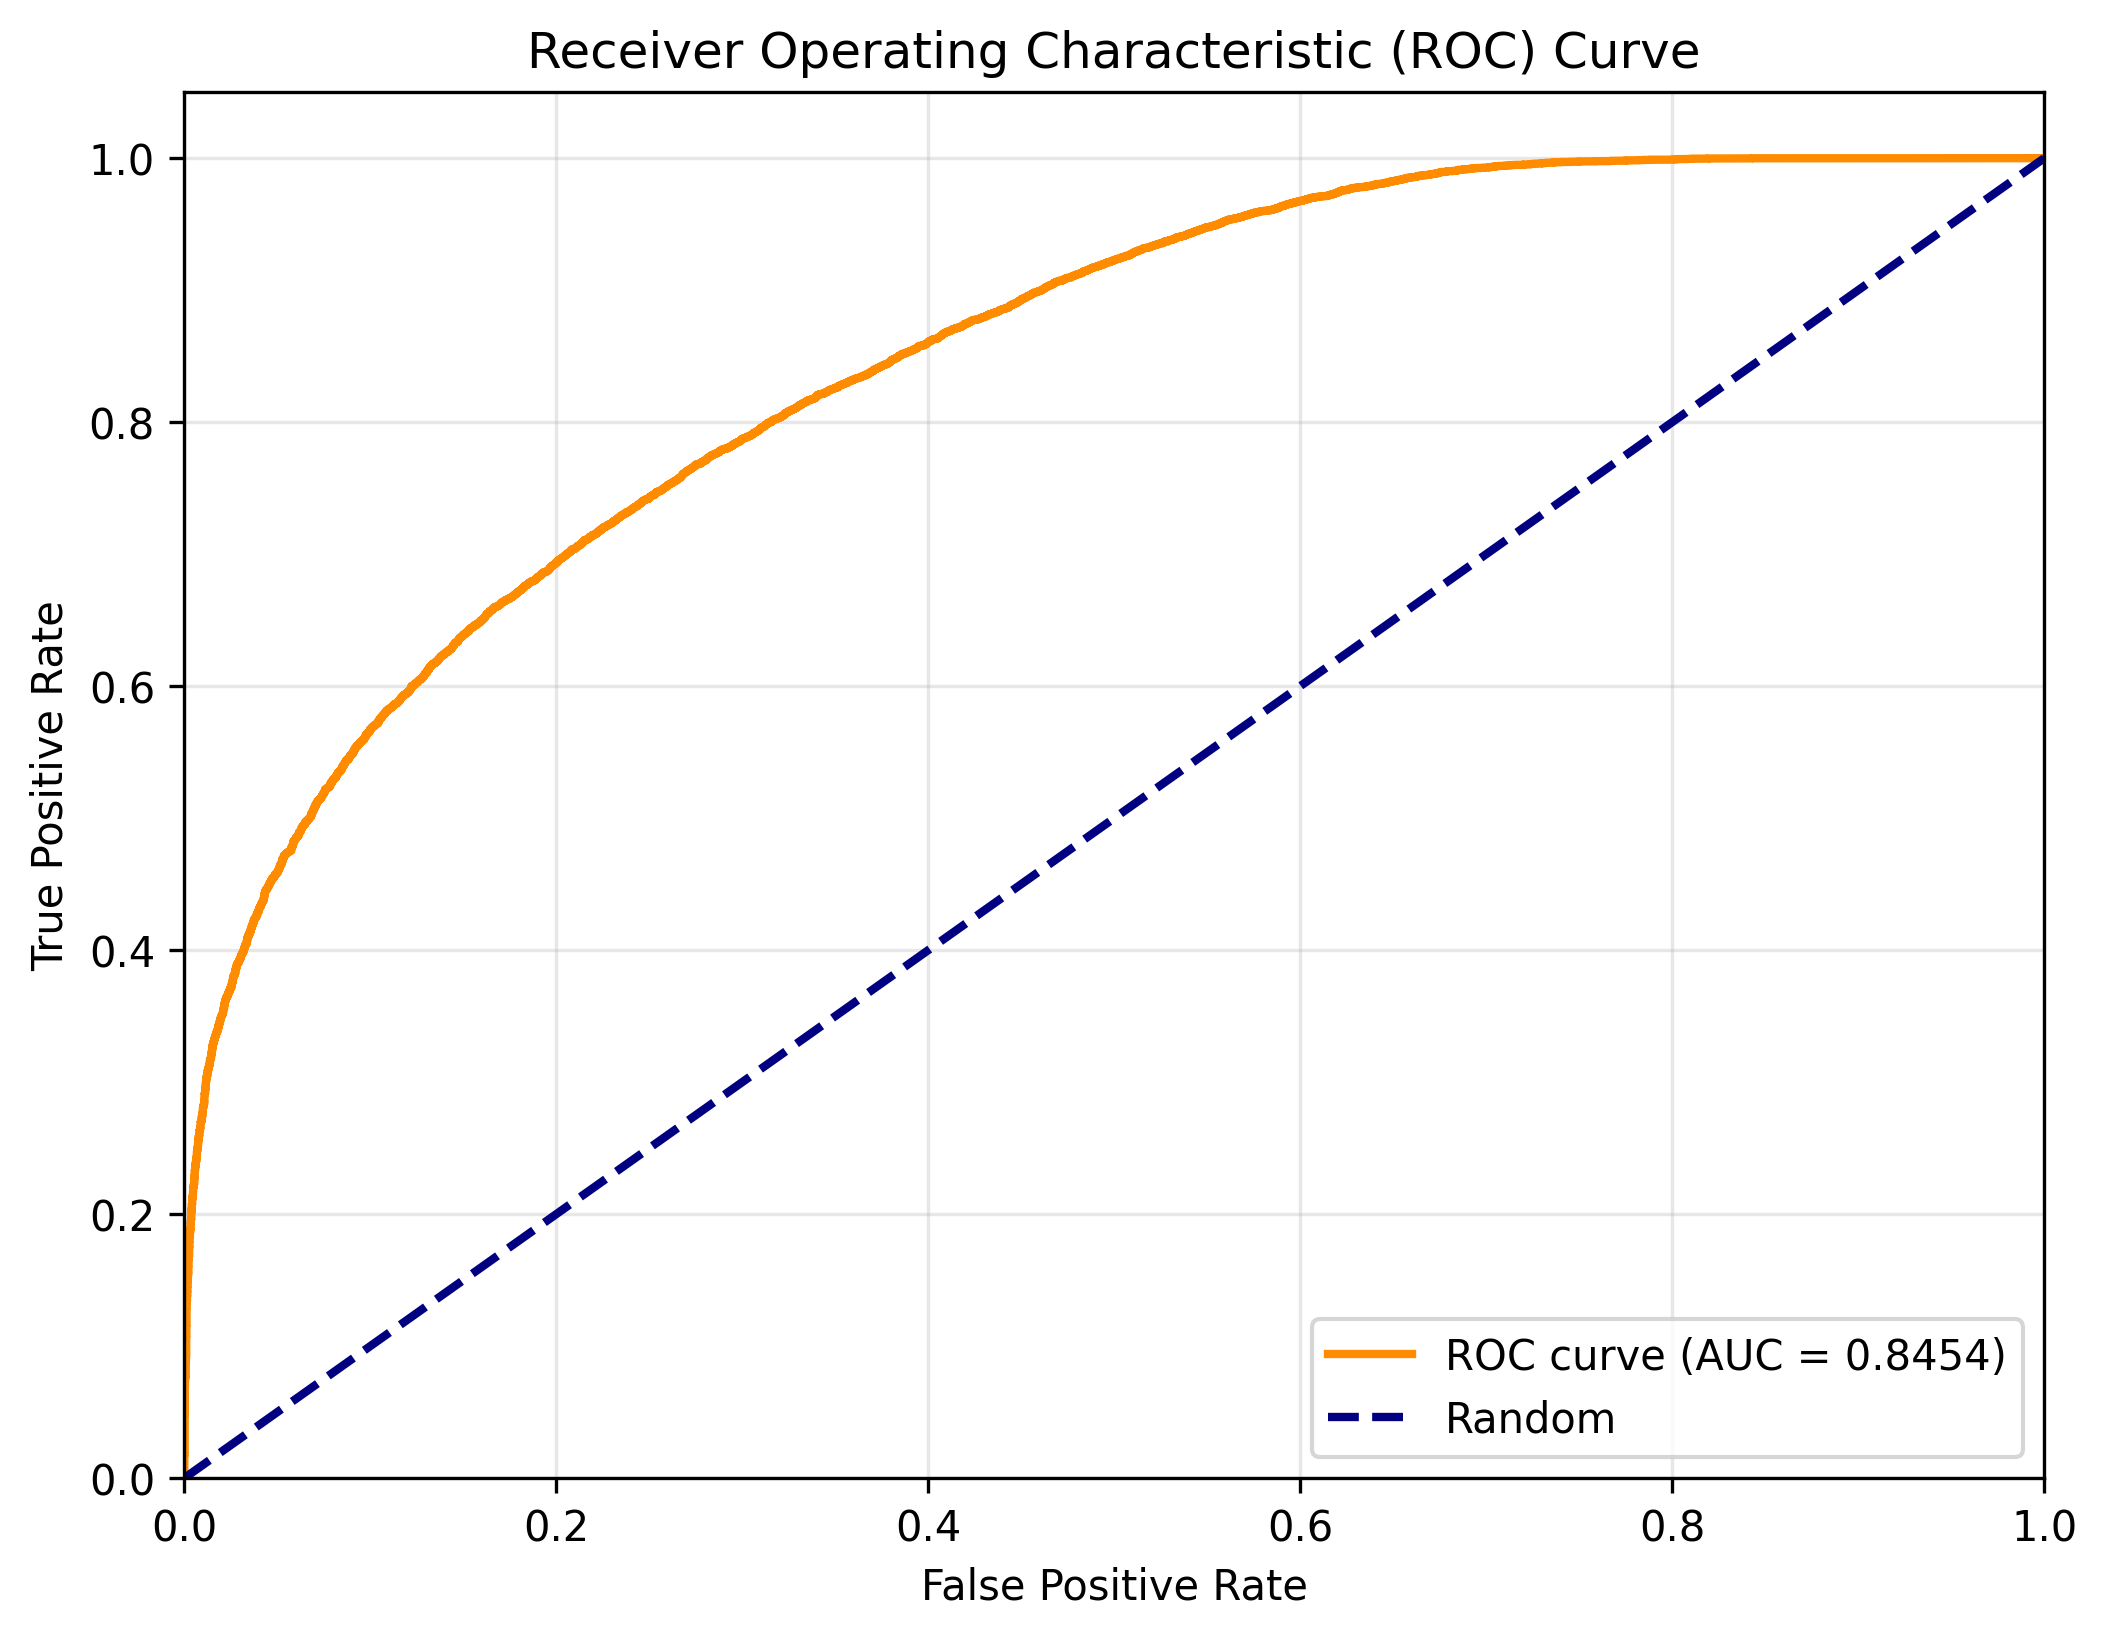 Receiver Operating Characteristic (ROC) Curve
True Positive Rate
1.0
0.8
0.6
0.4
0.2
0.0
ROC curve (AUC = 0.8454)
Random
0.0 0.2 0.4 0.6 0.8 1.0
False Positive Rate